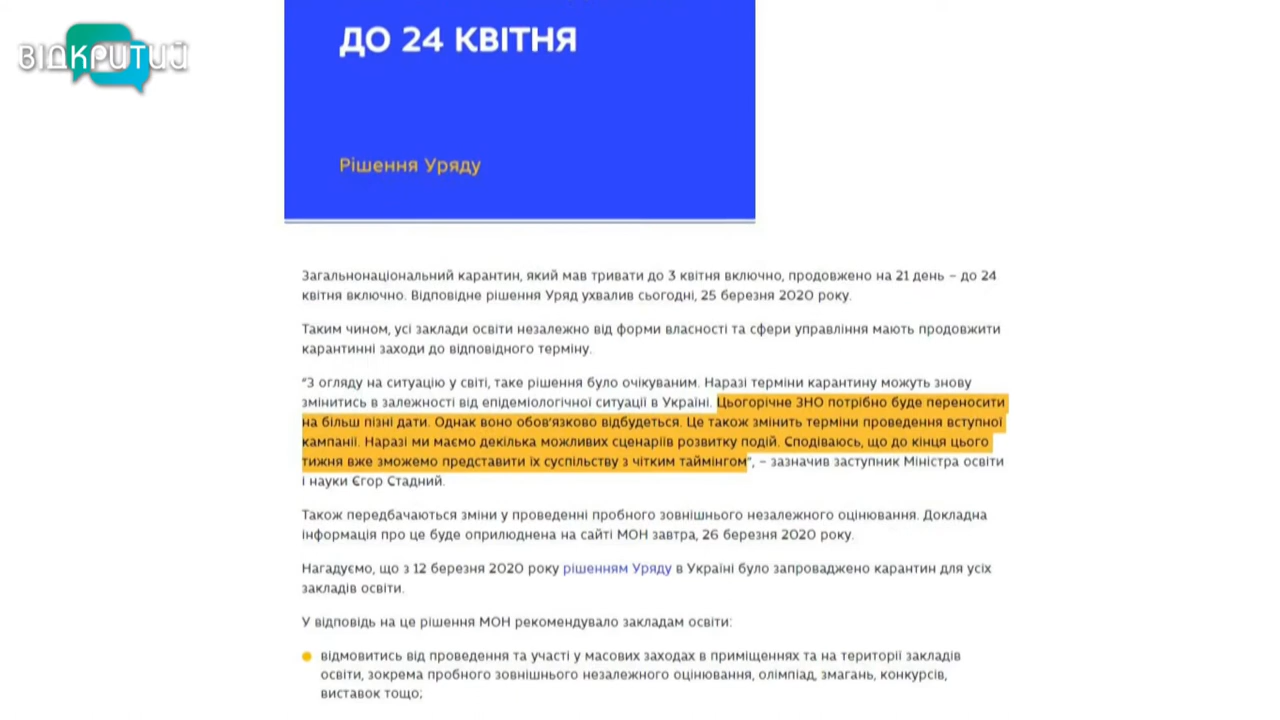 ВІДКРИТИЙ
ДО 24 КВІТНЯ
Рішення Уряду
Загальнонаціональний карантин, який мав тривати до 3 квітня включно, продовжено на 21 день – до 24
квітня включно. Відповідне рішення Уряд ухвалив сьогодні, 25 березня 2020 року.
Таким чином, усі заклади освіти незалежно від форми власності та сфери управління мають продовжити
карантинні заходи до відповідного терміну.
“З огляду на ситуацію у світі, таке рішення було очікуваним. Наразі терміни карантину можуть знову
змінитись в залежності від епідеміологічної ситуації в Україні. Цьогорічне ЗНО потрібно буде переносити
на більш пізні дати. Однак воно обов’язково відбудеться. Це також змінить терміни проведення вступної
кампанії. Наразі ми маємо декілька можливих сценаріїв розвитку подій. Сподіваюсь, що до кінця цього
тижня вже зможемо представити їх суспільству з чітким таймінгом”, – зазначив заступник Міністра освіти
і науки Єгор Стадний.
Також передбачаються зміни у проведенні пробного зовнішнього незалежного оцінювання. Докладна
інформація про це буде оприлюднена на сайті МОН завтра, 26 березня 2020 року.
Нагадуємо, що з 12 березня 2020 року рішенням Уряду в Україні було запроваджено карантин для усіх
закладів освіти.
У відповідь на це рішення МОН рекомендувало закладам освіти:
відмовитись від проведення та участі у масових заходах в приміщеннях та на території закладів
освіти, зокрема пробного зовнішнього незалежного оцінювання, олімпіад, змагань, конкурсів,
виставок тощо;